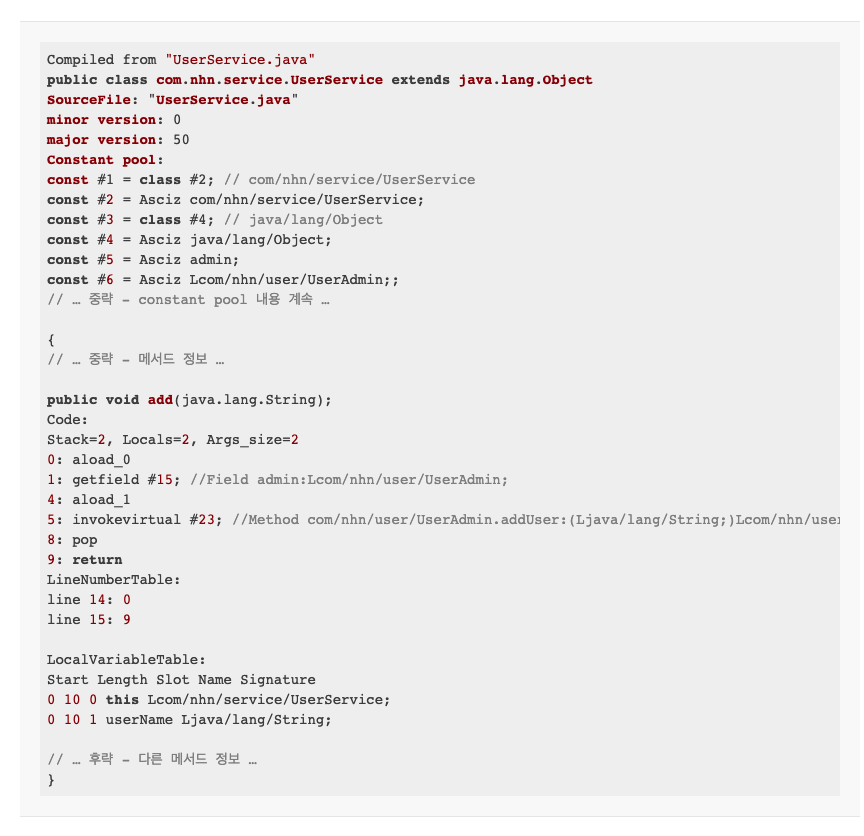 Compiled from "UserService.java"
public class com.nhn.service.UserService extends java.lang.Object
SourceFile: "UserService.java"
minor version: 0
major version: 50
Constant pool:
const #1 = class #2; // com/nhn/service/UserService
const #2 = Asciz com/nhn/service/UserService;
const #3 = class #4; // java/lang/Object
const #4 = Asciz java/lang/Object;
const #5 = Asciz admin;
const #6 = Asciz Lcom/nhn/user/UserAdmin;;
// … 중략 - constant pool 내용 계속 …
{
// … 중략 - 메서드 정보 …
public void add(java.lang.String);
Code:
Stack=2, Locals=2, Args_size=2
0: aload_0
1: getfield #15; //Field admin:Lcom/nhn/user/UserAdmin;
4: aload_1
5: invokevirtual #23; //Method com/nhn/user/UserAdmin.addUser:(Ljava/lang/String;)Lcom/nhn/user
8: pop
9: return
LineNumberTable:
line 14: 0
line 15: 9
LocalVariableTable:
Start Length Slot Name Signature
0 10 0 this Lcom/nhn/service/UserService;
0 10 1 userName Ljava/lang/String;
// … 후략 - 다른 메서드 정보 …
}